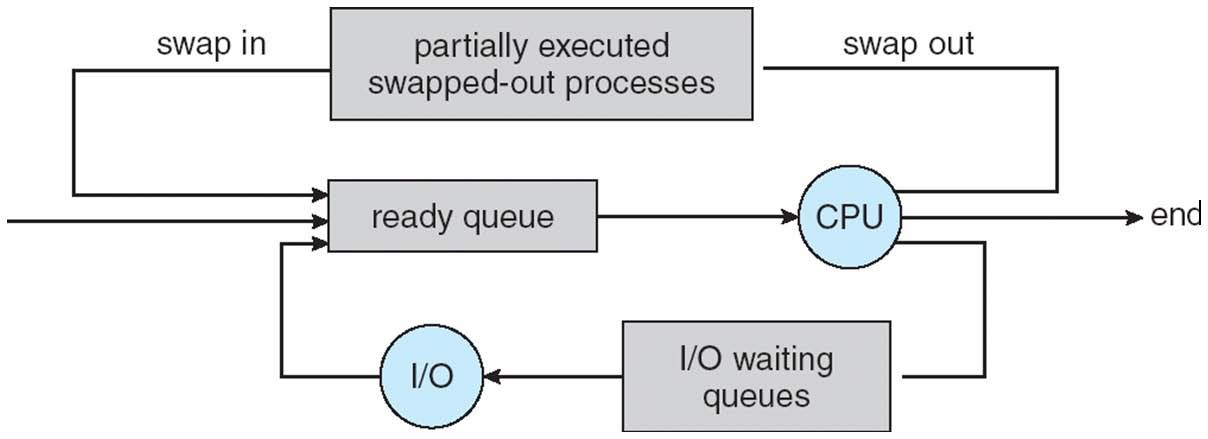 swap in
partially executed
swapped-out processes
swap out
ready queue
CPU
end
I/O
I/O waiting
queues